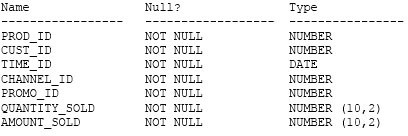 Name Null? Type
----------------- ----------------- ---------------
PROD_ID NOT NULL NUMBER
CUST_ID NOT NULL NUMBER
TIME_ID NOT NULL DATE
CHANNEL_ID NOT NULL NUMBER
PROMO_ID NOT NULL NUMBER
QUANTITY_SOLD NOT NULL NUMBER (10,2)
AMOUNT_SOLD NOT NULL NUMBER (10,2)